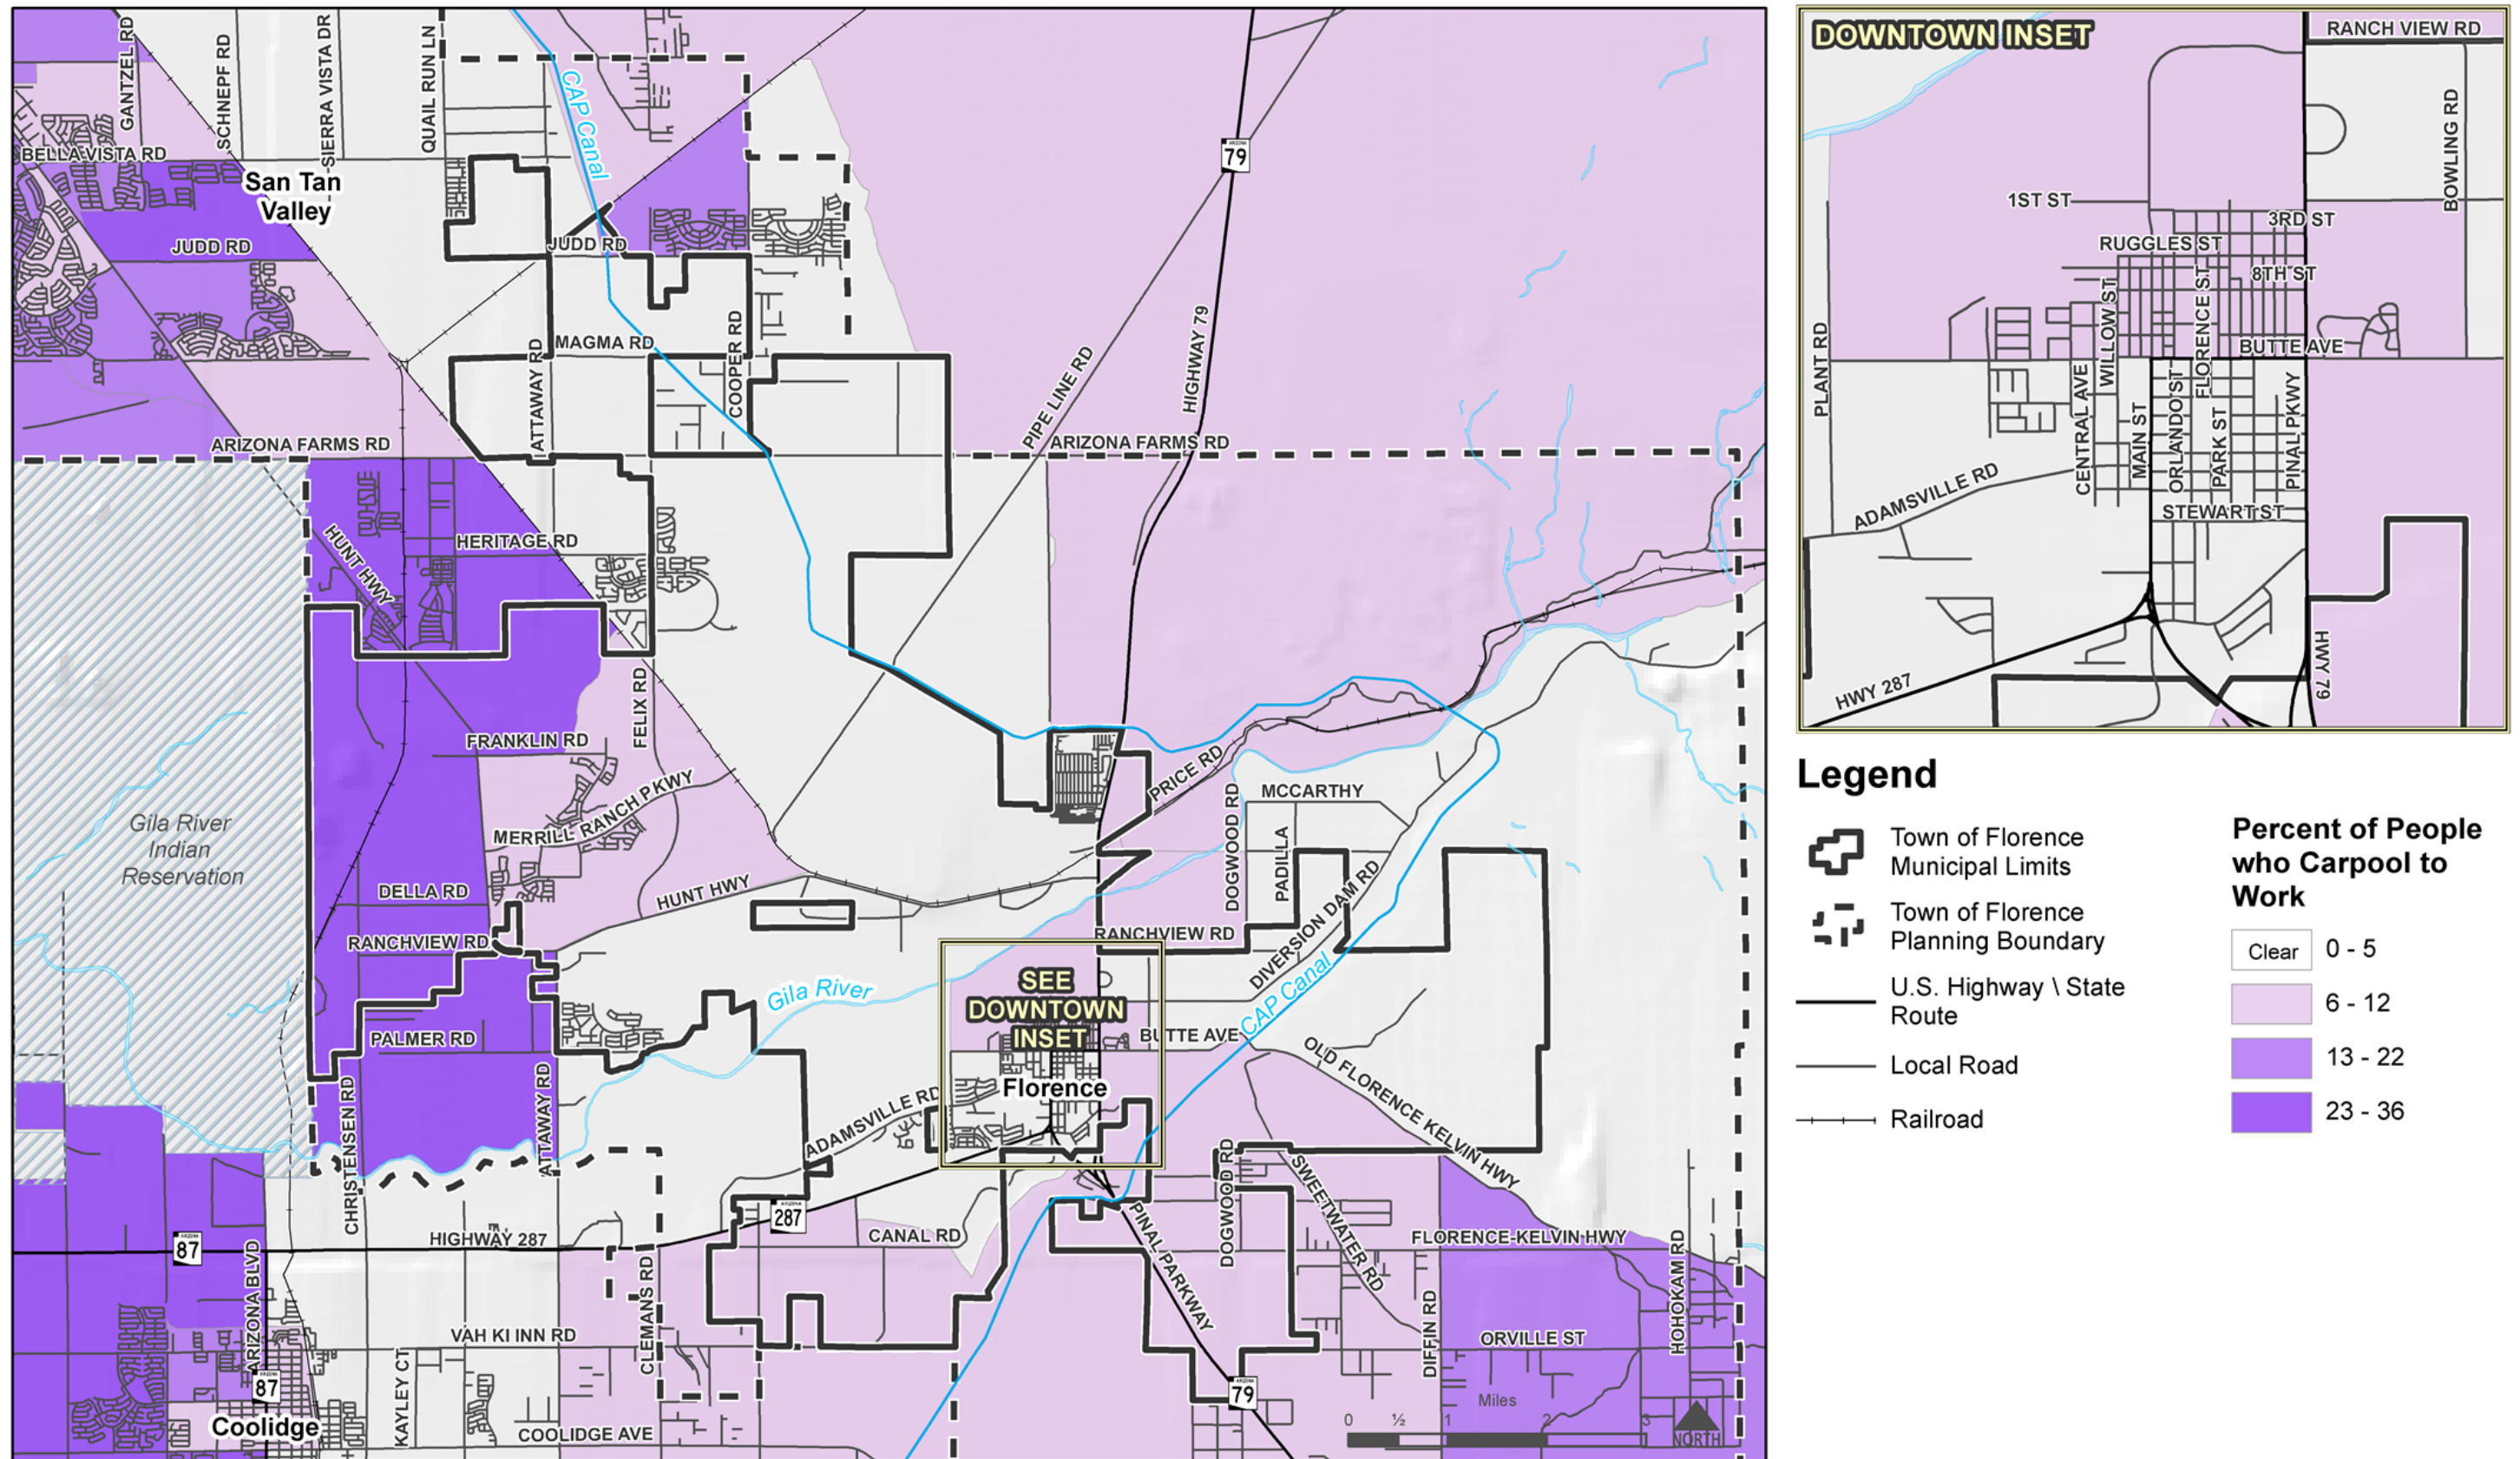 GANTZEL RD
SCHNEPF RD
SIERRA VISTA DR
QUAIL RUN LN
CAP Canal
BELLA VISTA RD
San Tan
Valley
JUDD RD
JUDD RD
ARIZONA
79
MAGMA RD
ATTAWAY RD
COOPER RD
PIPE LINE RD
HIGHWAY 79
ARIZONA FARMS RD
ARIZONA FARMS RD
HUNT HWY
HERITAGE RD
FELIX RD
FRANKLIN RD
MERRILL RANCH PKWY
PRICE RD
MCCARTHY
DOGWOOD RD
PADILLA
DIVERSION DAM RD
Gila River
Indian
Reservation
DELLA RD
HUNT HWY
RANCHVIEW RD
RANCHVIEW RD
Gila River
SEE
DOWNTOWN
INSET
CAP Canal
PALMER RD
BUTTE AVE
OLD FLORENCE KELVIN HWY
Florence
ADAMSVILLE RD
CHRISTENSEN RD
ATTAWAY RD
DOGWOOD RD
SWEETWATER RD
ARIZONA
287
PINAL PARKWAY
CANAL RD
HIGHWAY 287
FLORENCE-KELVIN HWY
ARIZONA
87
ARIZONA BLVD
CLEMANS RD
HOHOKAM RD
DIFFIN RD
VAH KI INN RD
ORVILLE ST
ARIZONA
87
KAYLEY CT
ARIZONA
79
Coolidge
COOLIDGE AVE
Miles
0 ½ 1 2 3
NORTH
DOWNTOWN INSET
RANCH VIEW RD
BOWLING RD
1ST ST
3RD ST
RUGGLES ST
8TH ST
WILLOW ST
FLORENCE ST
PLANT RD
BUTTE AVE
CENTRAL AVE
MAIN ST
ORLANDO ST
PARK ST
PINAL PKWY
ADAMSVILLE RD
STEWART ST
HWY 287
HWY 79
Legend
Town of Florence
Municipal Limits
Town of Florence
Planning Boundary
U.S. Highway \ State
Route
Local Road
Railroad
Percent of People
who Carpool to
Work
Clear 0 - 5
6 - 12
13 - 22
23 - 36